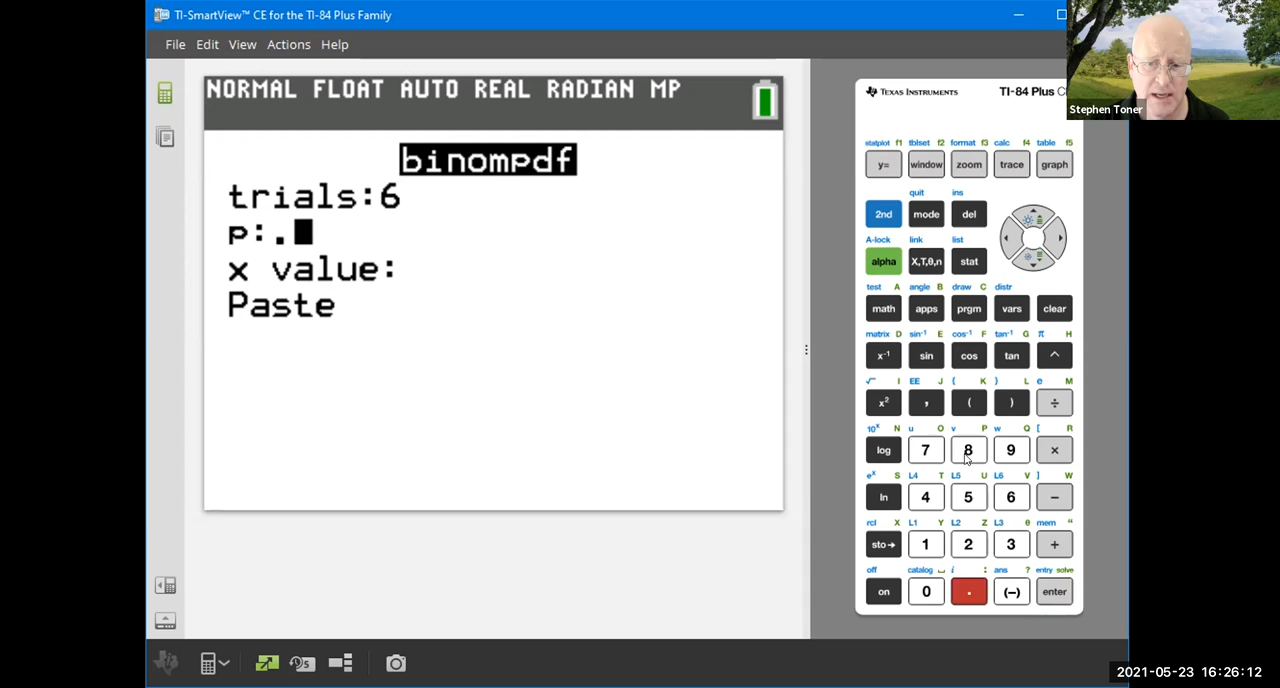 TI-SmartView™ CE for the TI-84 Plus Family
File Edit View Actions Help
Stephen Toner
NORMAL FLOAT AUTO REAL RADIAN MP
binompdf
trials:6
p:.
x value:
Paste
TEXAS INSTRUMENTS TI-84 Plus C
statplot f1 tblset f2 format f3 calc f4 table f5
y= window zoom trace graph
quit ins
2nd mode del
A-lock link list
alpha X,T,θ,n stat
test A angle B draw C distr
math apps prgm vars clear
matrix D sin⁻¹ E cos⁻¹ F tan⁻¹ G π H
x⁻¹ sin cos tan ^
√ I EE J { K } L e M
x² , ( ) ÷
10ˣ N u O v P w Q [ R
log 7 8 9 ×
eˣ S L4 T L5 U L6 V ] W
ln 4 5 6 −
rcl X L1 Y L2 Z L3 θ mem “
sto→ 1 2 3 +
off catalog ⎵ i : ans ? entry solve
on 0 . (−) enter
2021-05-23 16:26:12